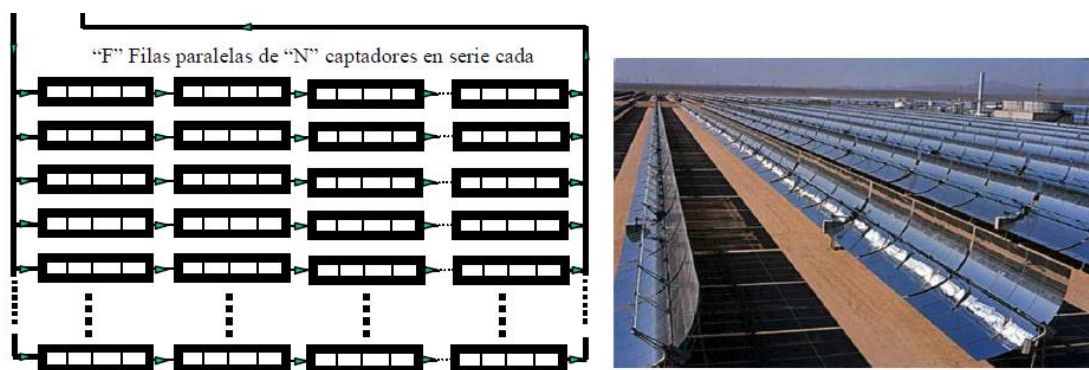 “F” Filas paralelas de “N” captadores en serie cada